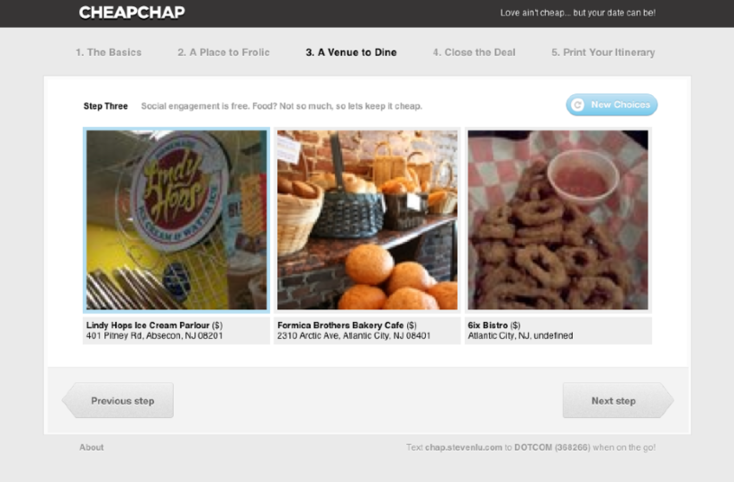 CHEAPCHAP
Love ain't cheap... but your date can be!
1. The Basics
2. A Place to Frolic
3. A Venue to Dine
4. Close the Deal
5. Print Your Itinerary
Step Three
Social engagement is free. Food? Not so much, so lets keep it cheap.
New Choices
HOMEMADE
Lindy Hops
ICE CREAM & WATER ICE
Lindy Hops Ice Cream Parlour ($)
401 Pitney Rd, Absecon, NJ 08201
Formica Brothers Bakery Cafe ($)
2310 Arctic Ave, Atlantic City, NJ 08401
6ix Bistro ($)
Atlantic City, NJ, undefined
Previous step
Next step
About
Text chap.stevenlu.com to DOTCOM (368266) when on the go!